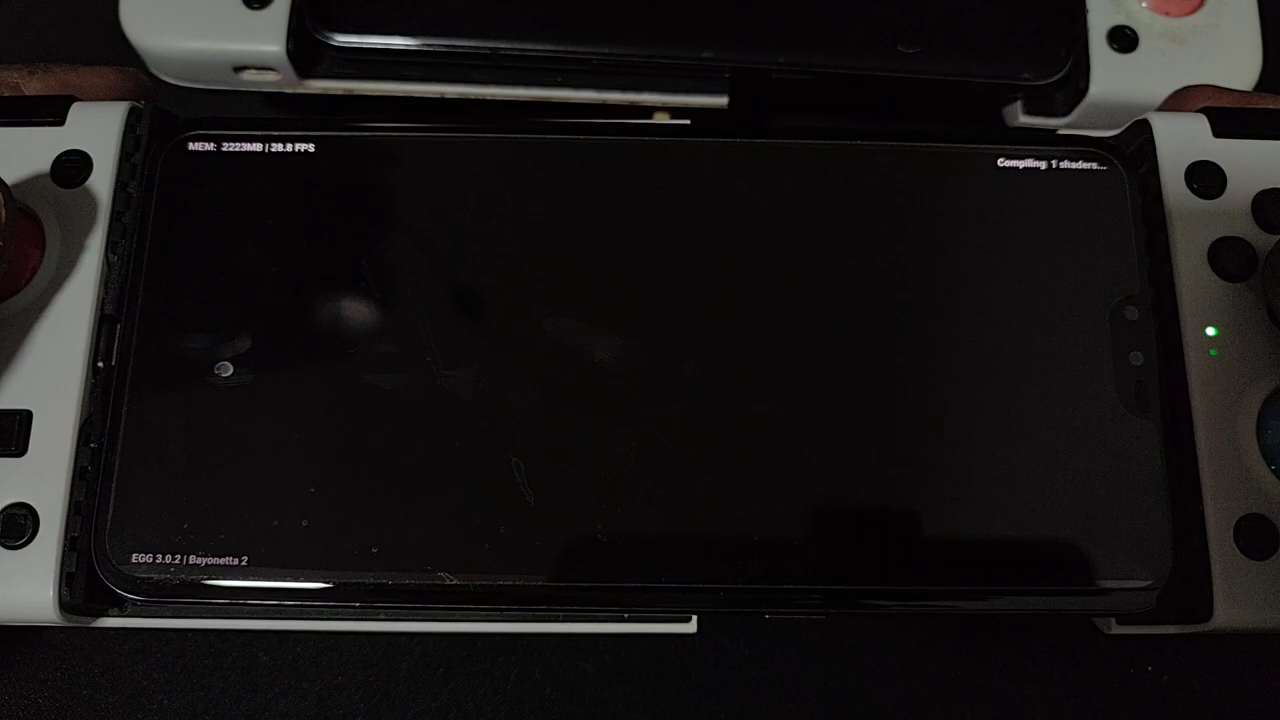 MEM: 2223MB | 28.8 FPS
Compiling 1 shaders...
EGG 3.0.2 | Bayonetta 2